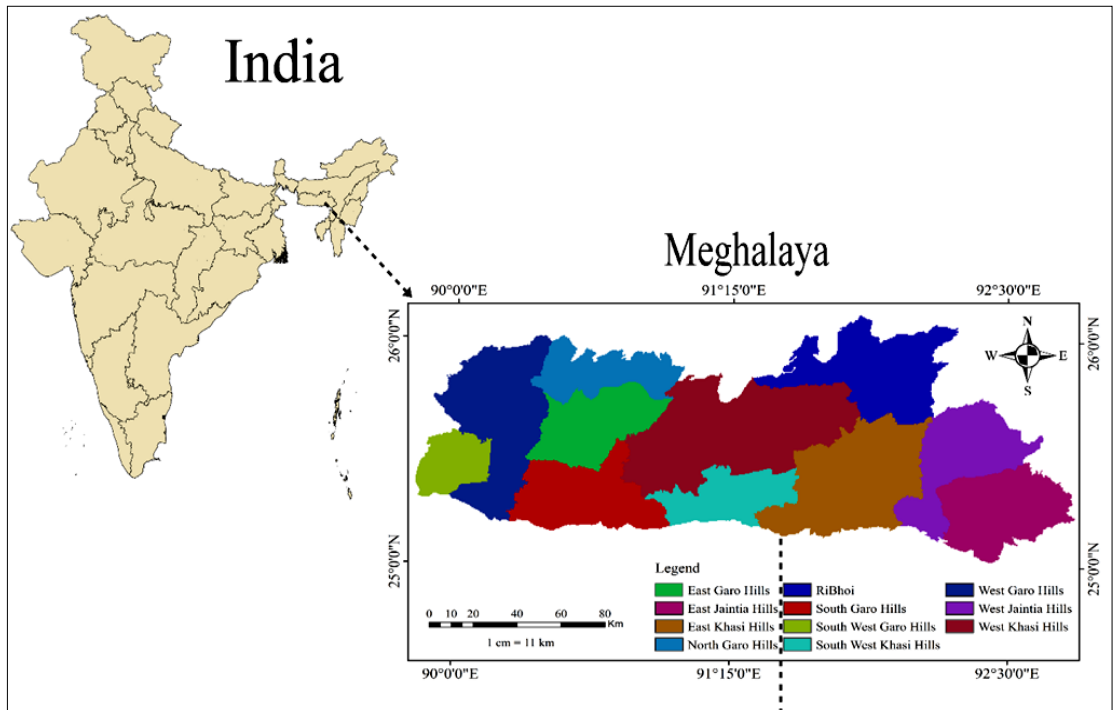 India
Meghalaya
90°0'0"E
91°15'0"E
92°30'0"E
26°0'0"N
26°0'0"N
N
W
E
S
25°0'0"N
25°0'0"N
Legend
East Garo Hills
RiBhoi
West Garo Hills
East Jaintia Hills
South Garo Hills
West Jaintia Hills
East Khasi Hills
South West Garo Hills
West Khasi Hills
North Garo Hills
South West Khasi Hills
0 10 20 40 60 80
Km
1 cm = 11 km
90°0'0"E
91°15'0"E
92°30'0"E